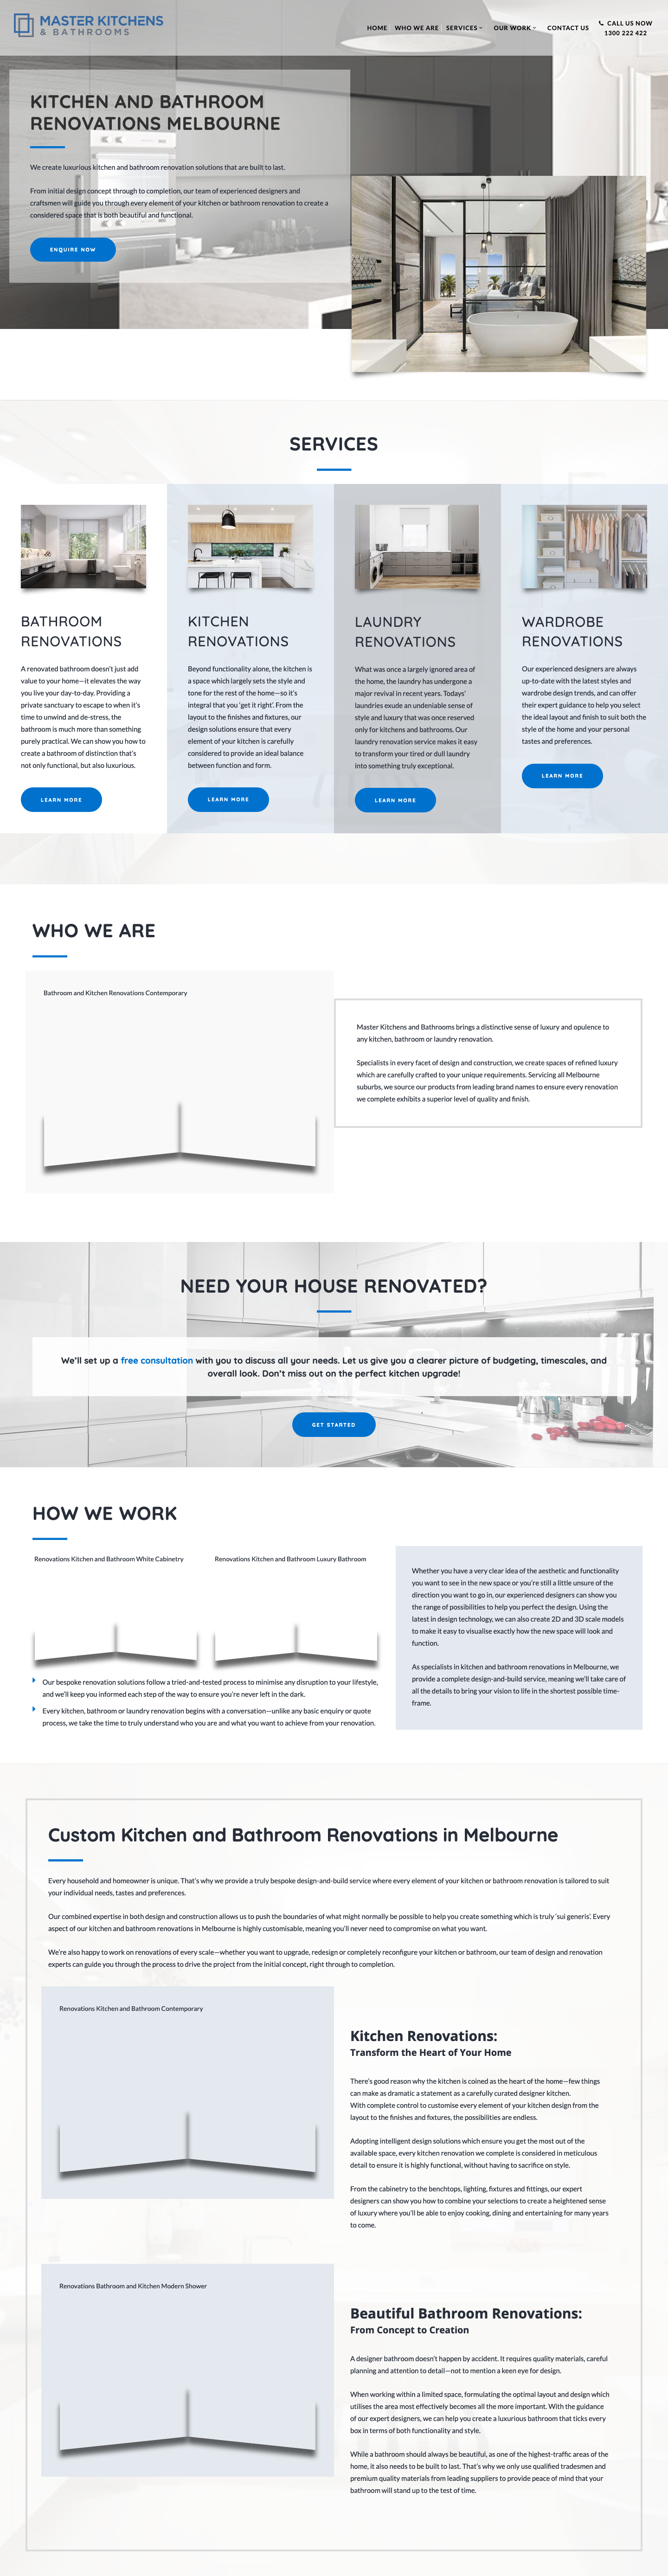 MASTER KITCHENS
& BATHROOMS
HOME
WHO WE ARE
SERVICES
OUR WORK
CONTACT US
CALL US NOW
1300 222 422
KITCHEN AND BATHROOM
RENOVATIONS MELBOURNE
We create luxurious kitchen and bathroom renovation solutions that are built to last.
From initial design concept through to completion, our team of experienced designers and
craftsmen will guide you through every element of your kitchen or bathroom renovation to create a
considered space that is both beautiful and functional.
ENQUIRE NOW
SERVICES
BATHROOM
RENOVATIONS
A renovated bathroom doesn't just add
value to your home—it elevates the way
you live your day-to-day. Providing a
private sanctuary to escape to when it's
time to unwind and de-stress, the
bathroom is much more than something
purely practical. We can show you how to
create a bathroom of distinction that's
not only functional, but also luxurious.
LEARN MORE
KITCHEN
RENOVATIONS
Beyond functionality alone, the kitchen is
a space which largely sets the style and
tone for the rest of the home—so it's
integral that you 'get it right'. From the
layout to the finishes and fixtures, our
design solutions ensure that every
element of your kitchen is carefully
considered to provide an ideal balance
between function and form.
LEARN MORE
LAUNDRY
RENOVATIONS
What was once a largely ignored area of
the home, the laundry has undergone a
major revival in recent years. Todays'
laundries exude an undeniable sense of
style and luxury that was once reserved
only for kitchens and bathrooms. Our
laundry renovation service makes it easy
to transform your tired or dull laundry
into something truly exceptional.
LEARN MORE
WARDROBE
RENOVATIONS
Our experienced designers are always
up-to-date with the latest styles and
wardrobe design trends, and can offer
their expert guidance to help you select
the ideal layout and finish to suit both the
style of the home and your personal
tastes and preferences.
LEARN MORE
WHO WE ARE
Bathroom and Kitchen Renovations Contemporary
Master Kitchens and Bathrooms brings a distinctive sense of luxury and opulence to
any kitchen, bathroom or laundry renovation.
Specialists in every facet of design and construction, we create spaces of refined luxury
which are carefully crafted to your unique requirements. Servicing all Melbourne
suburbs, we source our products from leading brand names to ensure every renovation
we complete exhibits a superior level of quality and finish.
NEED YOUR HOUSE RENOVATED?
We'll set up a free consultation with you to discuss all your needs. Let us give you a clearer picture of budgeting, timescales, and
overall look. Don't miss out on the perfect kitchen upgrade!
GET STARTED
HOW WE WORK
Renovations Kitchen and Bathroom White Cabinetry
Renovations Kitchen and Bathroom Luxury Bathroom
Our bespoke renovation solutions follow a tried-and-tested process to minimise any disruption to your lifestyle,
and we'll keep you informed each step of the way to ensure you're never left in the dark.
Every kitchen, bathroom or laundry renovation begins with a conversation—unlike any basic enquiry or quote
process, we take the time to truly understand who you are and what you want to achieve from your renovation.
Whether you have a very clear idea of the aesthetic and functionality
you want to see in the new space or you're still a little unsure of the
direction you want to go in, our experienced designers can show you
the range of possibilities to help you perfect the design. Using the
latest in design technology, we can also create 2D and 3D scale models
to make it easy to visualise exactly how the new space will look and
function.
As specialists in kitchen and bathroom renovations in Melbourne, we
provide a complete design-and-build service, meaning we'll take care of
all the details to bring your vision to life in the shortest possible time-
frame.
Custom Kitchen and Bathroom Renovations in Melbourne
Every household and homeowner is unique. That's why we provide a truly bespoke design-and-build service where every element of your kitchen or bathroom renovation is tailored to suit
your individual needs, tastes and preferences.
Our combined expertise in both design and construction allows us to push the boundaries of what might normally be possible to help you create something which is truly 'sui generis'. Every
aspect of our kitchen and bathroom renovations in Melbourne is highly customisable, meaning you'll never need to compromise on what you want.
We're also happy to work on renovations of every scale—whether you want to upgrade, redesign or completely reconfigure your kitchen or bathroom, our team of design and renovation
experts can guide you through the process to drive the project from the initial concept, right through to completion.
Renovations Kitchen and Bathroom Contemporary
Kitchen Renovations:
Transform the Heart of Your Home
There's good reason why the kitchen is coined as the heart of the home—few things
can make as dramatic a statement as a carefully curated designer kitchen.
With complete control to customise every element of your kitchen design from the
layout to the finishes and fixtures, the possibilities are endless.
Adopting intelligent design solutions which ensure you get the most out of the
available space, every kitchen renovation we complete is considered in meticulous
detail to ensure it is highly functional, without having to sacrifice on style.
From the cabinetry to the benchtops, lighting, fixtures and fittings, our expert
designers can show you how to combine your selections to create a heightened sense
of luxury where you'll be able to enjoy cooking, dining and entertaining for many years
to come.
Renovations Bathroom and Kitchen Modern Shower
Beautiful Bathroom Renovations:
From Concept to Creation
A designer bathroom doesn't happen by accident. It requires quality materials, careful
planning and attention to detail—not to mention a keen eye for design.
When working within a limited space, formulating the optimal layout and design which
utilises the area most effectively becomes all the more important. With the guidance
of our expert designers, we can help you create a luxurious bathroom that ticks every
box in terms of both functionality and style.
While a bathroom should always be beautiful, as one of the highest-traffic areas of the
home, it also needs to be built to last. That's why we only use qualified tradesmen and
premium quality materials from leading suppliers to provide peace of mind that your
bathroom will stand up to the test of time.